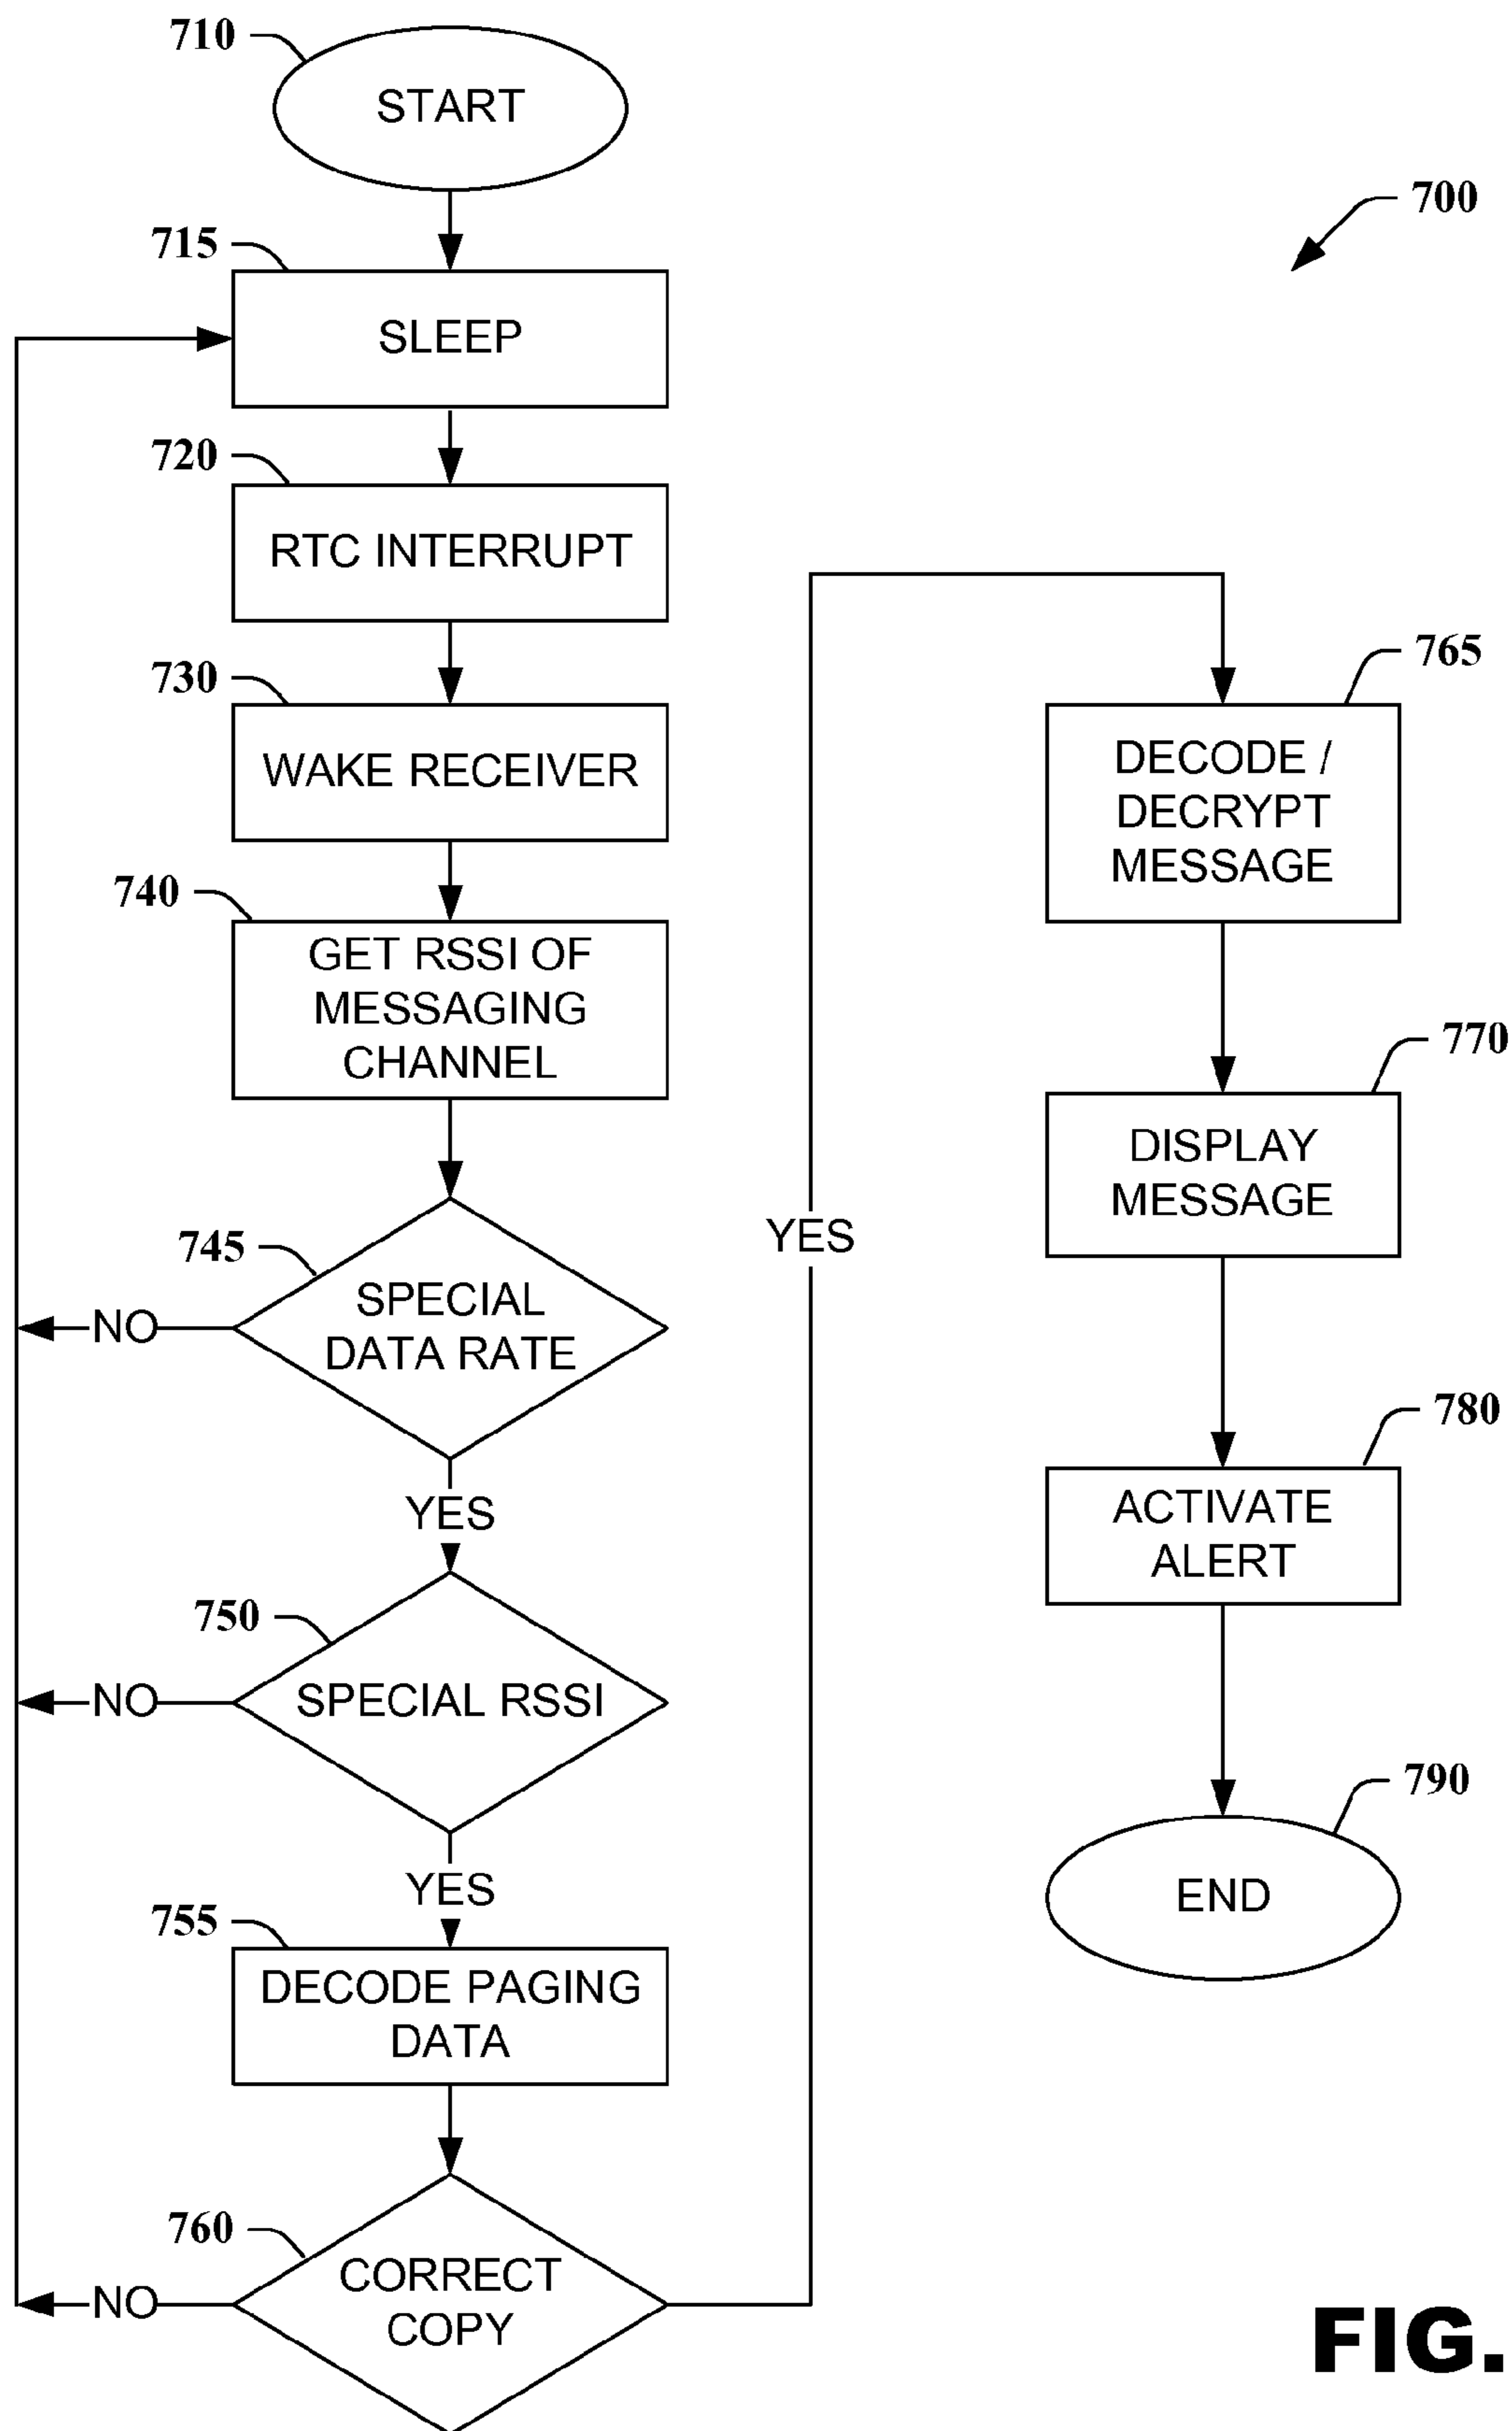 710
START
700
715
SLEEP
720
RTC INTERRUPT
730
WAKE RECEIVER
740
GET RSSI OF
MESSAGING
CHANNEL
745
SPECIAL
DATA RATE
NO
YES
750
SPECIAL RSSI
NO
YES
755
DECODE PAGING
DATA
760
CORRECT
COPY
NO
YES
765
DECODE /
DECRYPT
MESSAGE
770
DISPLAY
MESSAGE
780
ACTIVATE
ALERT
790
END
FIG.